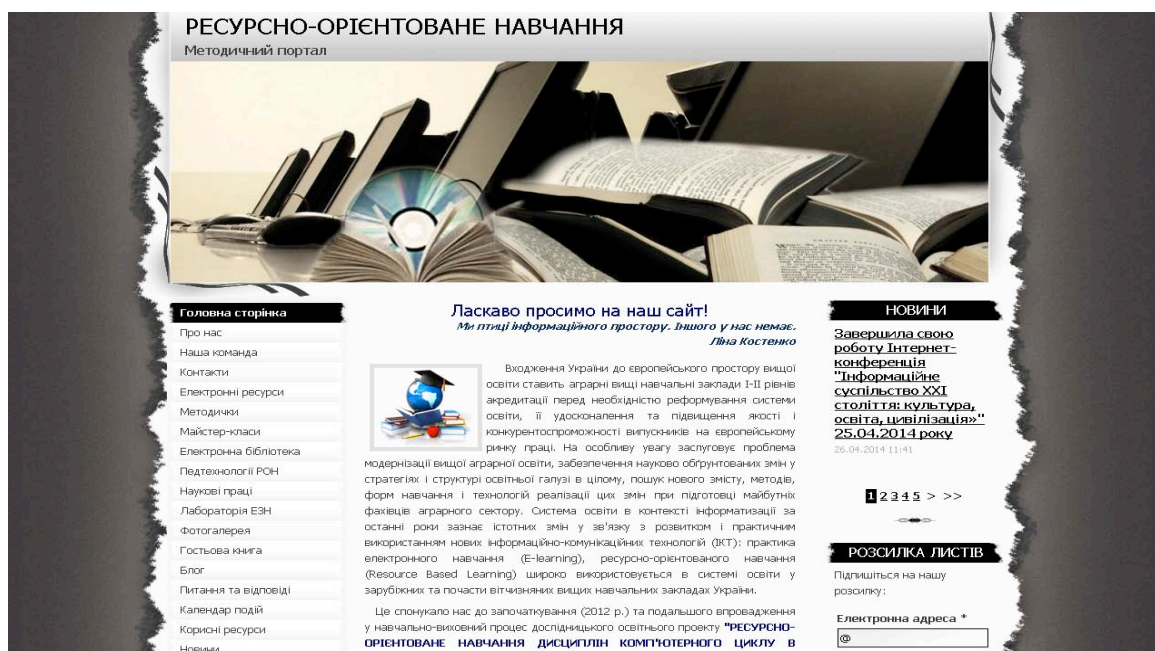 РЕСУРСНО-ОРІЄНТОВАНЕ НАВЧАННЯ
Методичний портал
Головна сторінка
Про нас
Наша команда
Контакти
Електронні ресурси
Методички
Майстер-класи
Електронна бібліотека
Педтехнології РОН
Наукові праці
Лабораторія ЕЗН
Фотогалерея
Гостьова книга
Блог
Питання та відповіді
Календар подій
Корисні ресурси
Новини
Ласкаво просимо на наш сайт!
Ми птиці інформаційного простору. Іншого у нас немає.
Ліна Костенко
Входження України до європейського простору вищої
освіти ставить аграрні вищі навчальні заклади І-ІІ рівнів
акредитації перед необхідністю реформування системи
освіти, її удосконалення та підвищення якості і
конкурентоспроможності випускників на європейському
ринку праці. На особливу увагу заслуговує проблема
модернізації вищої аграрної освіти, забезпечення науково обґрунтованих змін у
стратегіях і структурі освітньої галузі в цілому, пошук нового змісту, методів,
форм навчання і технологій реалізації цих змін при підготовці майбутніх
фахівців аграрного сектору. Система освіти в контексті інформатизації за
останні роки зазнає істотних змін у зв'язку з розвитком і практичним
використанням нових інформаційно-комунікаційних технологій (ІКТ): практика
електронного навчання (E-learning), ресурсно-орієнтованого навчання
(Resource Based Learning) широко використовується в системі освіти у
зарубіжних та почасти вітчизняних вищих навчальних закладах України.
Це спонукало нас до започаткування (2012 р.) та подальшого впровадження
у навчально-виховний процес дослідницького освітнього проекту "РЕСУРСНО-
ОРІЄНТОВАНЕ НАВЧАННЯ ДИСЦИПЛІН КОМП'ЮТЕРНОГО ЦИКЛУ В
НОВИНИ
Завершила свою
роботу Інтернет-
конференція
"Інформаційне
суспільство ХХІ
століття: культура,
освіта, цивілізація»"
25.04.2014 року
26.04.2014 11:41
1 2 3 4 5 > >>
РОЗСИЛКА ЛИСТІВ
Підпишіться на нашу
розсилку:
Електронна адреса *
@